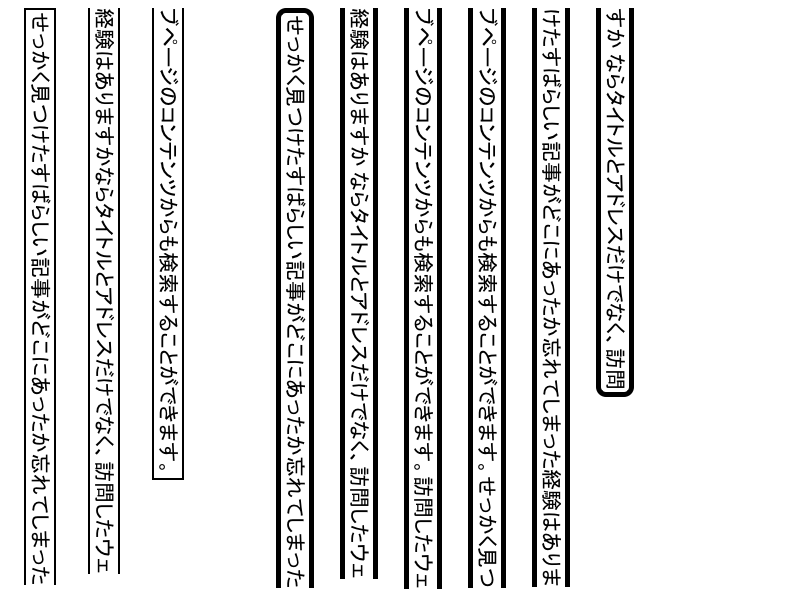 せっかく見つけたすばらしい記事がどこにあったか忘れてしまった
経験はありますかならタイトルとアドレスだけでなく、訪問したウェ
ブページのコンテンツからも検索することができます。
せっかく見つけたすばらしい記事がどこにあったか忘れてしまった
経験はありますか ならタイトルとアドレスだけでなく、訪問したウェ
ブページのコンテンツからも検索することができます。訪問したウェ
ブページのコンテンツからも検索することができます。せっかく見つ
けたすばらしい記事がどこにあったか忘れてしまった経験はありま
すか ならタイトルとアドレスだけでなく、訪問